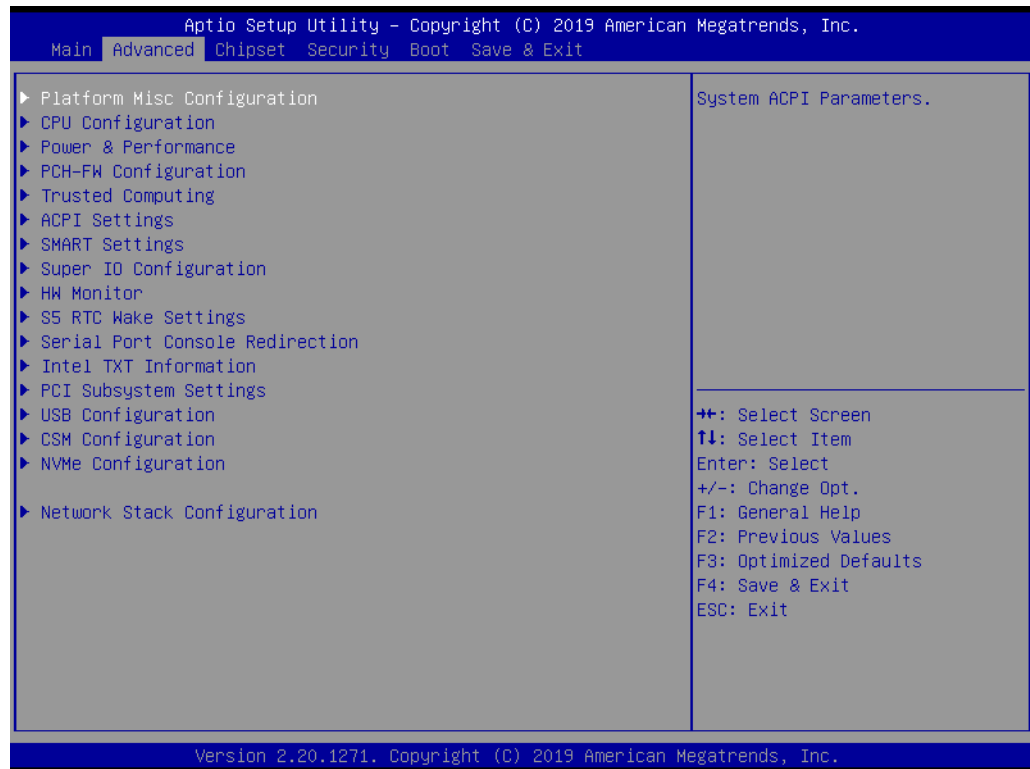 Aptio Setup Utility – Copyright (C) 2019 American Megatrends, Inc.
Main Advanced Chipset Security Boot Save & Exit
Platform Misc Configuration
CPU Configuration
Power & Performance
PCH-FW Configuration
Trusted Computing
ACPI Settings
SMART Settings
Super IO Configuration
HW Monitor
S5 RTC Wake Settings
Serial Port Console Redirection
Intel TXT Information
PCI Subsystem Settings
USB Configuration
CSM Configuration
NVMe Configuration
Network Stack Configuration
System ACPI Parameters.
→←: Select Screen
↑↓: Select Item
Enter: Select
+/-: Change Opt.
F1: General Help
F2: Previous Values
F3: Optimized Defaults
F4: Save & Exit
ESC: Exit
Version 2.20.1271. Copyright (C) 2019 American Megatrends, Inc.